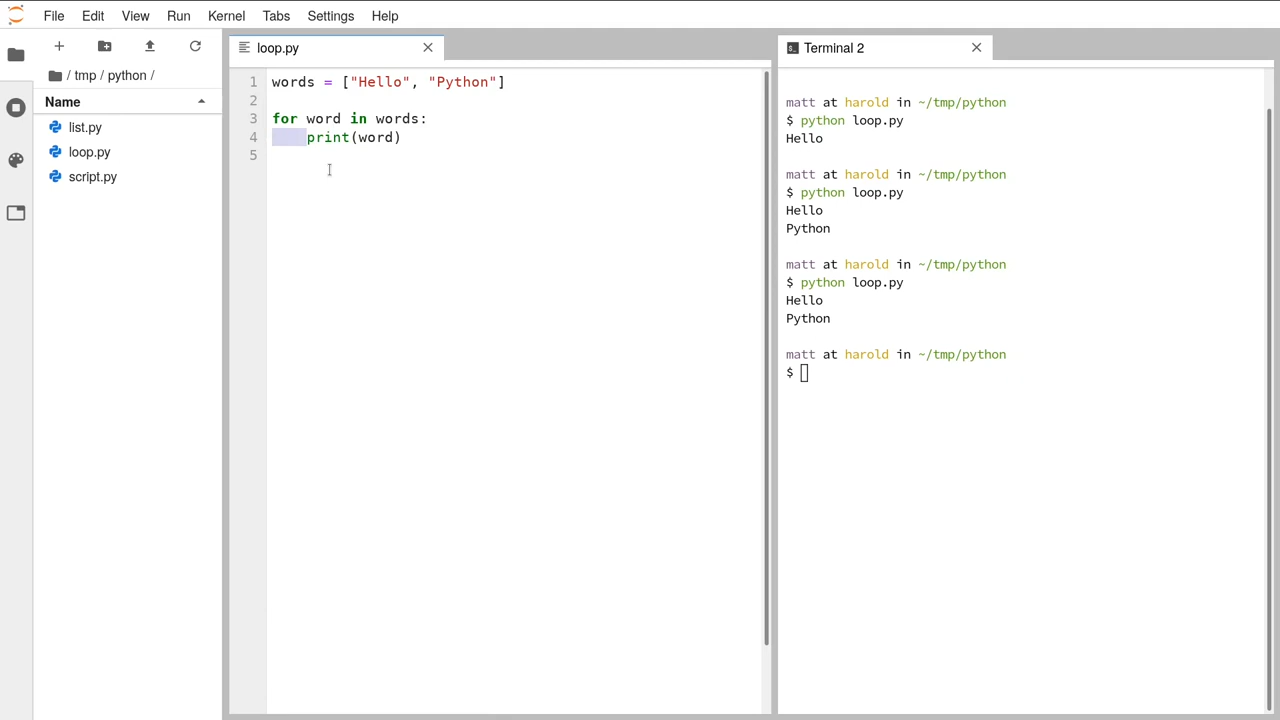 File Edit View Run Kernel Tabs Settings Help
/ tmp / python /
Name
list.py
loop.py
script.py
loop.py
1 words = ["Hello", "Python"]
2
3 for word in words:
4     print(word)
5
Terminal 2
matt at harold in ~/tmp/python
$ python loop.py
Hello
matt at harold in ~/tmp/python
$ python loop.py
Hello
Python
matt at harold in ~/tmp/python
$ python loop.py
Hello
Python
matt at harold in ~/tmp/python
$